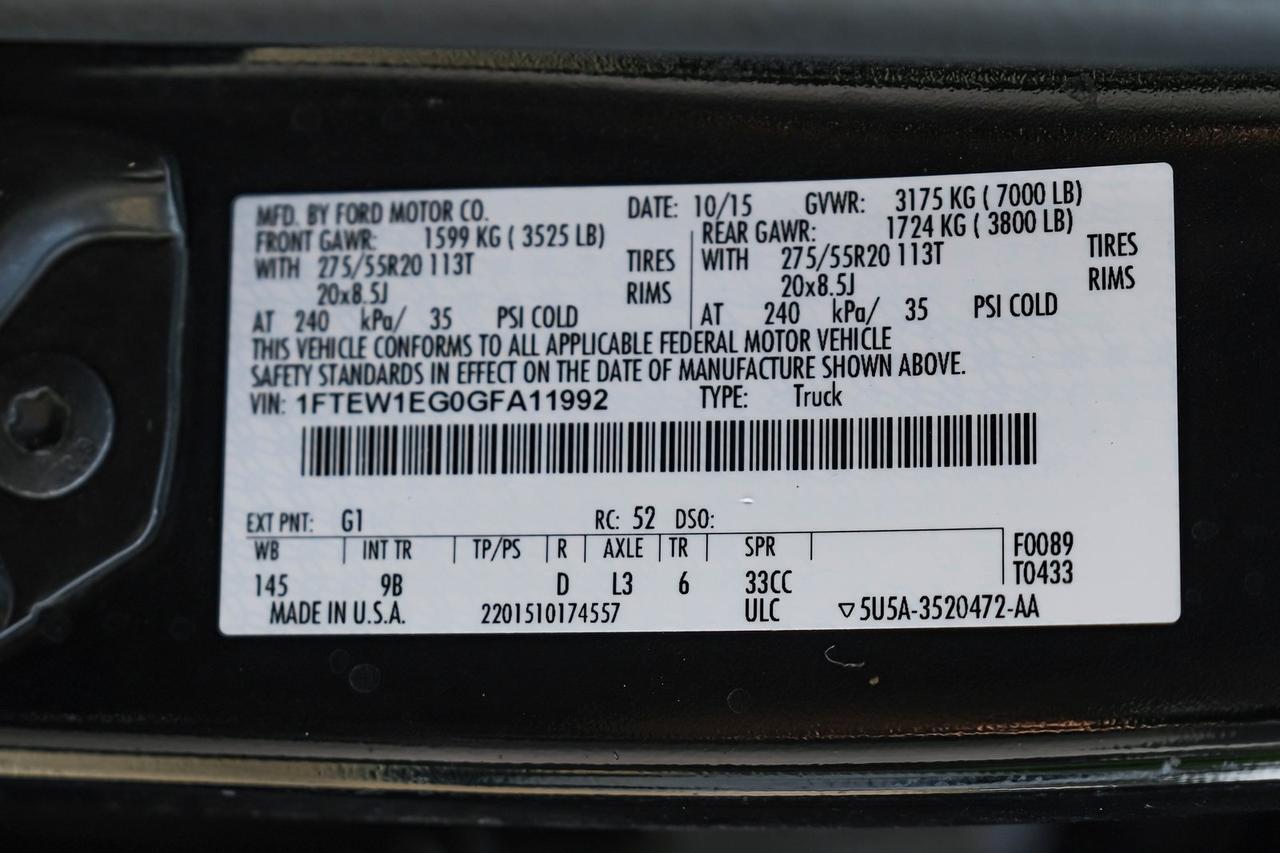 MFD. BY FORD MOTOR CO. DATE: 10/15 GVWR: 3175 KG ( 7000 LB)
FRONT GAWR: 1599 KG ( 3525 LB) REAR GAWR: 1724 KG ( 3800 LB)
WITH 275/55R20 113T TIRES WITH 275/55R20 113T TIRES
20x8.5J RIMS 20x8.5J RIMS
AT 240 kPa/ 35 PSI COLD AT 240 kPa/ 35 PSI COLD
THIS VEHICLE CONFORMS TO ALL APPLICABLE FEDERAL MOTOR VEHICLE
SAFETY STANDARDS IN EFFECT ON THE DATE OF MANUFACTURE SHOWN ABOVE.
VIN: 1FTEW1EG0GFA11992 TYPE: Truck
EXT PNT: G1 RC: 52 DSO:
WB INT TR TP/PS R AXLE TR SPR F0089
145 9B D L3 6 33CC T0433
MADE IN U.S.A. 2201510174557 ULC ▽5U5A-3520472-AA